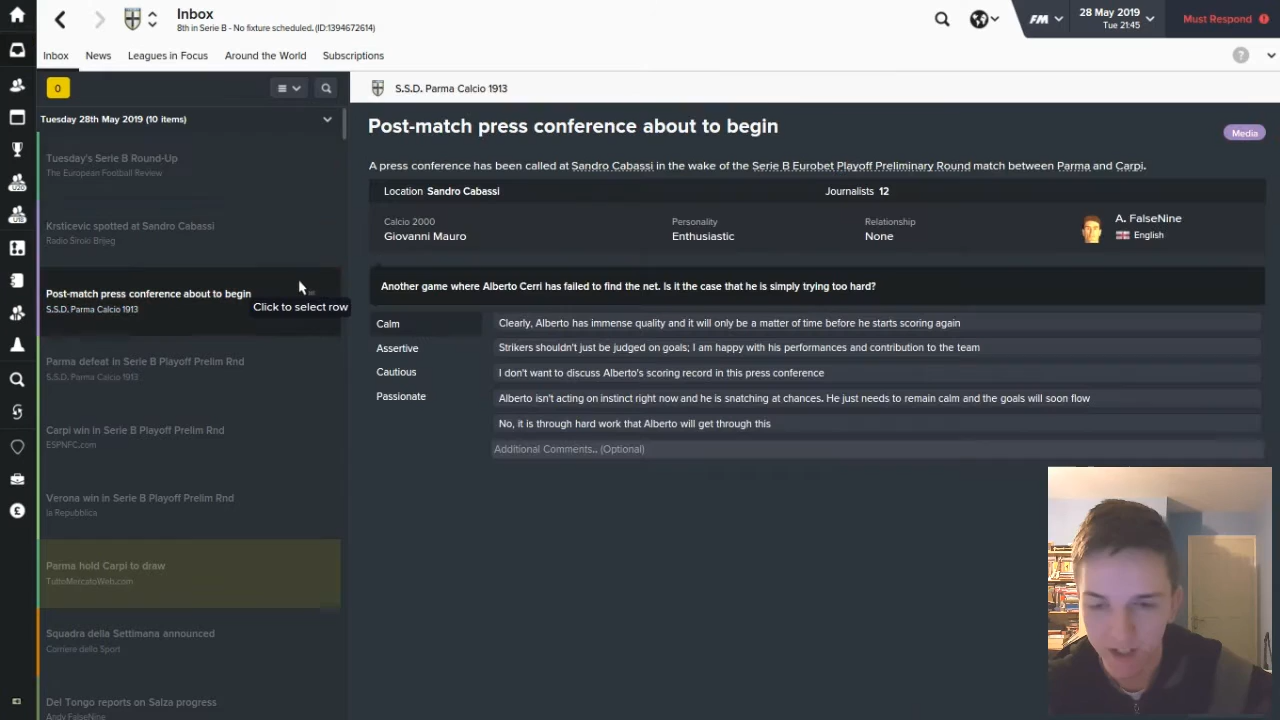 Inbox
8th in Serie B - No fixture scheduled. (ID:1394672614)
FM
28 May 2019
Tue 21:45
Must Respond
Inbox
News
Leagues in Focus
Around the World
Subscriptions
?
0
S.S.D. Parma Calcio 1913
Tuesday 28th May 2019 (10 items)
Tuesday's Serie B Round-Up
The European Football Review
Krsticevic spotted at Sandro Cabassi
Radio Široki Brijeg
Post-match press conference about to begin
S.S.D. Parma Calcio 1913
Click to select row
Parma defeat in Serie B Playoff Prelim Rnd
S.S.D. Parma Calcio 1913
Carpi win in Serie B Playoff Prelim Rnd
ESPNFC.com
Verona win in Serie B Playoff Prelim Rnd
la Repubblica
Parma hold Carpi to draw
TuttoMercatoWeb.com
Squadra della Settimana announced
Corriere dello Sport
Del Tongo reports on Salza progress
Andy FalseNine
Post-match press conference about to begin
Media
A press conference has been called at Sandro Cabassi in the wake of the Serie B Eurobet Playoff Preliminary Round match between Parma and Carpi.
Location Sandro Cabassi
Journalists 12
Calcio 2000
Giovanni Mauro
Personality
Enthusiastic
Relationship
None
A. FalseNine
English
Another game where Alberto Cerri has failed to find the net. Is it the case that he is simply trying too hard?
Calm
Assertive
Cautious
Passionate
Clearly, Alberto has immense quality and it will only be a matter of time before he starts scoring again
Strikers shouldn't just be judged on goals; I am happy with his performances and contribution to the team
I don't want to discuss Alberto's scoring record in this press conference
Alberto isn't acting on instinct right now and he is snatching at chances. He just needs to remain calm and the goals will soon flow
No, it is through hard work that Alberto will get through this
Additional Comments.. (Optional)